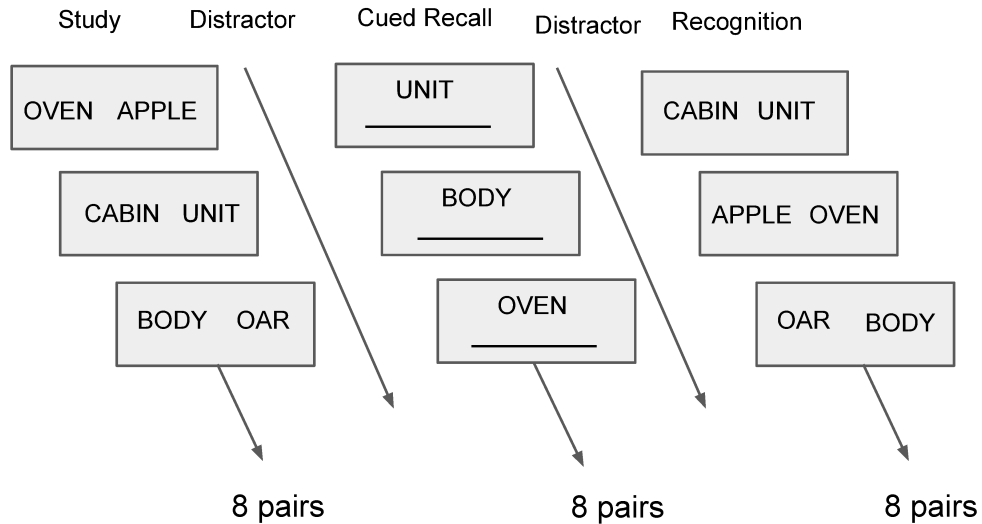 Study
Distractor
Cued Recall
Distractor
Recognition
OVEN APPLE
CABIN UNIT
BODY OAR
8 pairs
UNIT
BODY
OVEN
8 pairs
CABIN UNIT
APPLE OVEN
OAR BODY
8 pairs